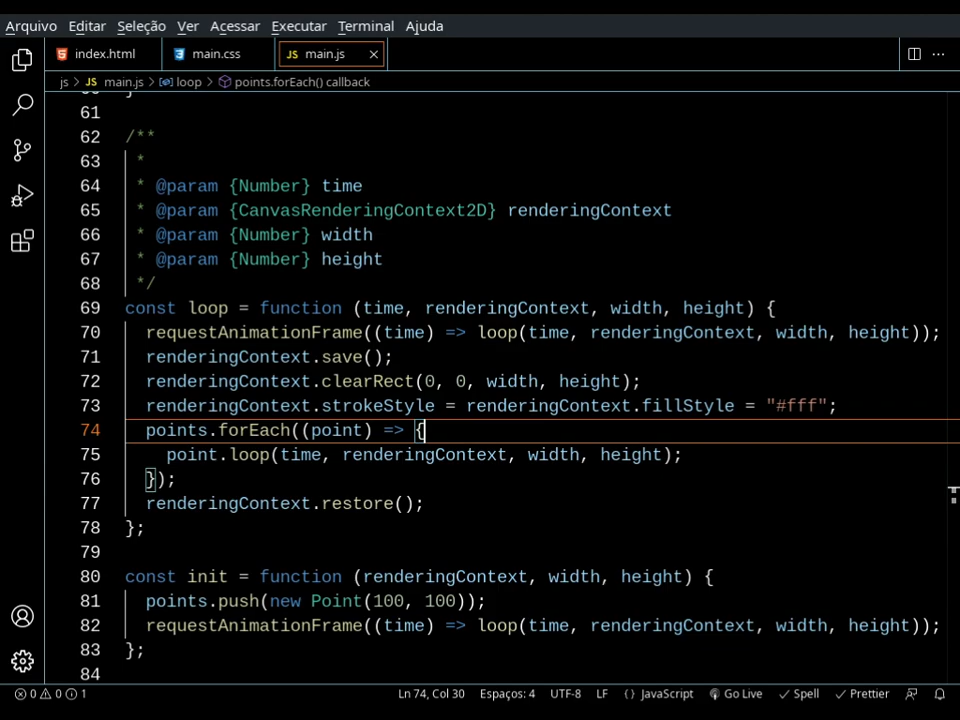 Arquivo Editar Seleção Ver Acessar Executar Terminal Ajuda
index.html main.css JS main.js
js > JS main.js > loop > points.forEach() callback
61
62 /**
63 *
64 * @param {Number} time
65 * @param {CanvasRenderingContext2D} renderingContext
66 * @param {Number} width
67 * @param {Number} height
68 */
69 const loop = function (time, renderingContext, width, height) {
70 requestAnimationFrame((time) => loop(time, renderingContext, width, height));
71 renderingContext.save();
72 renderingContext.clearRect(0, 0, width, height);
73 renderingContext.strokeStyle = renderingContext.fillStyle = "#fff";
74 points.forEach((point) => {
75 point.loop(time, renderingContext, width, height);
76 });
77 renderingContext.restore();
78 };
79
80 const init = function (renderingContext, width, height) {
81 points.push(new Point(100, 100));
82 requestAnimationFrame((time) => loop(time, renderingContext, width, height));
83 };
84
0 0 1 Ln 74, Col 30 Espaços: 4 UTF-8 LF {} JavaScript Go Live Spell Prettier